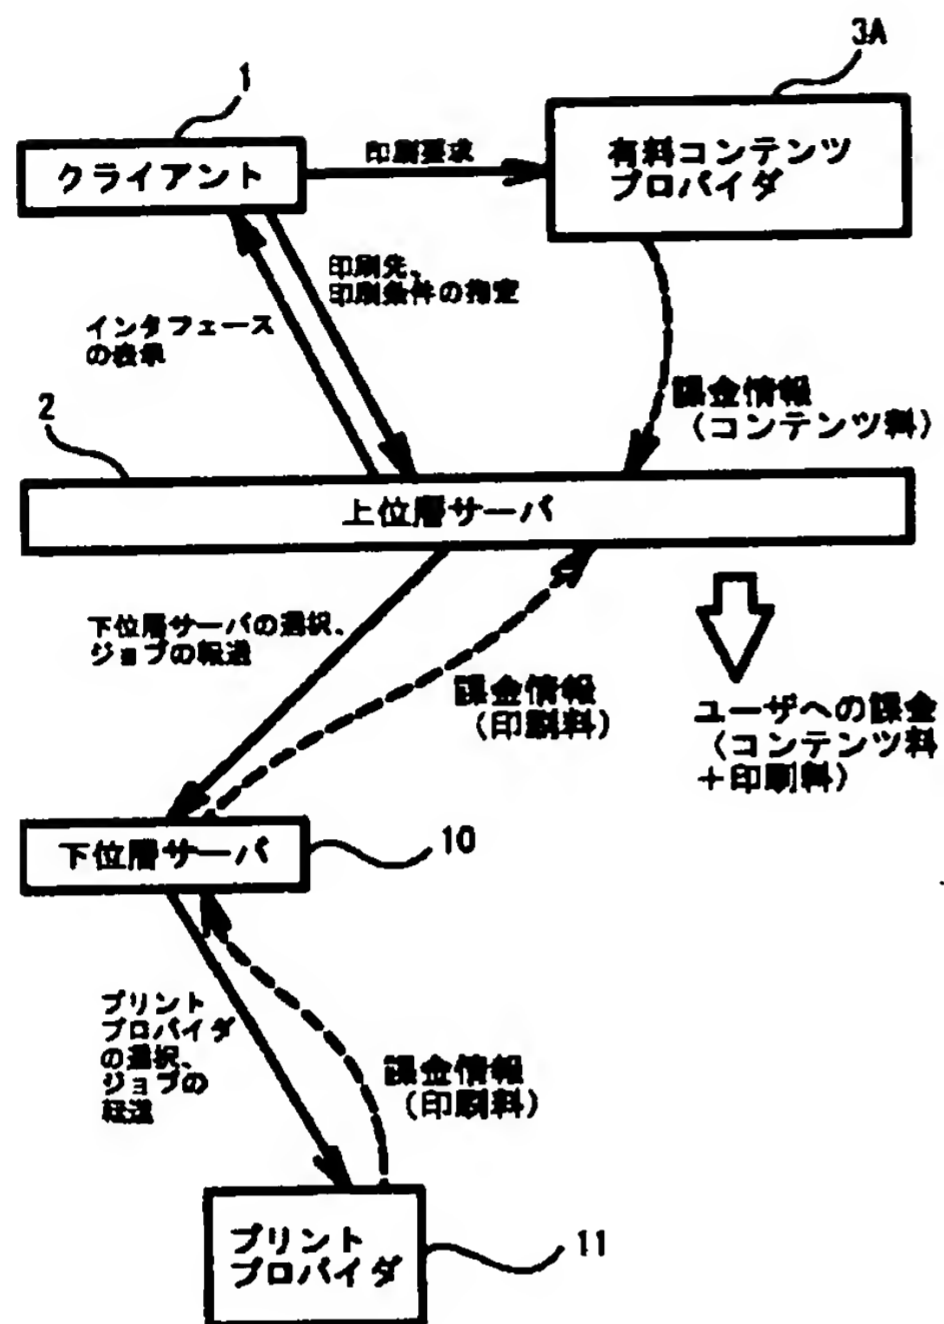 3A
1
クライアント
印刷要求
有料コンテンツ
プロバイダ
印刷先、
印刷条件の指定
インタフェース
の表示
課金情報
（コンテンツ料）
2
上位層サーバ
下位層サーバの選択、
ジョブの転送
課金情報
（印刷料）
ユーザへの課金
（コンテンツ料
＋印刷料）
下位層サーバ
10
プリント
プロバイダ
の選択、
ジョブの
転送
課金情報
（印刷料）
プリント
プロバイダ
11